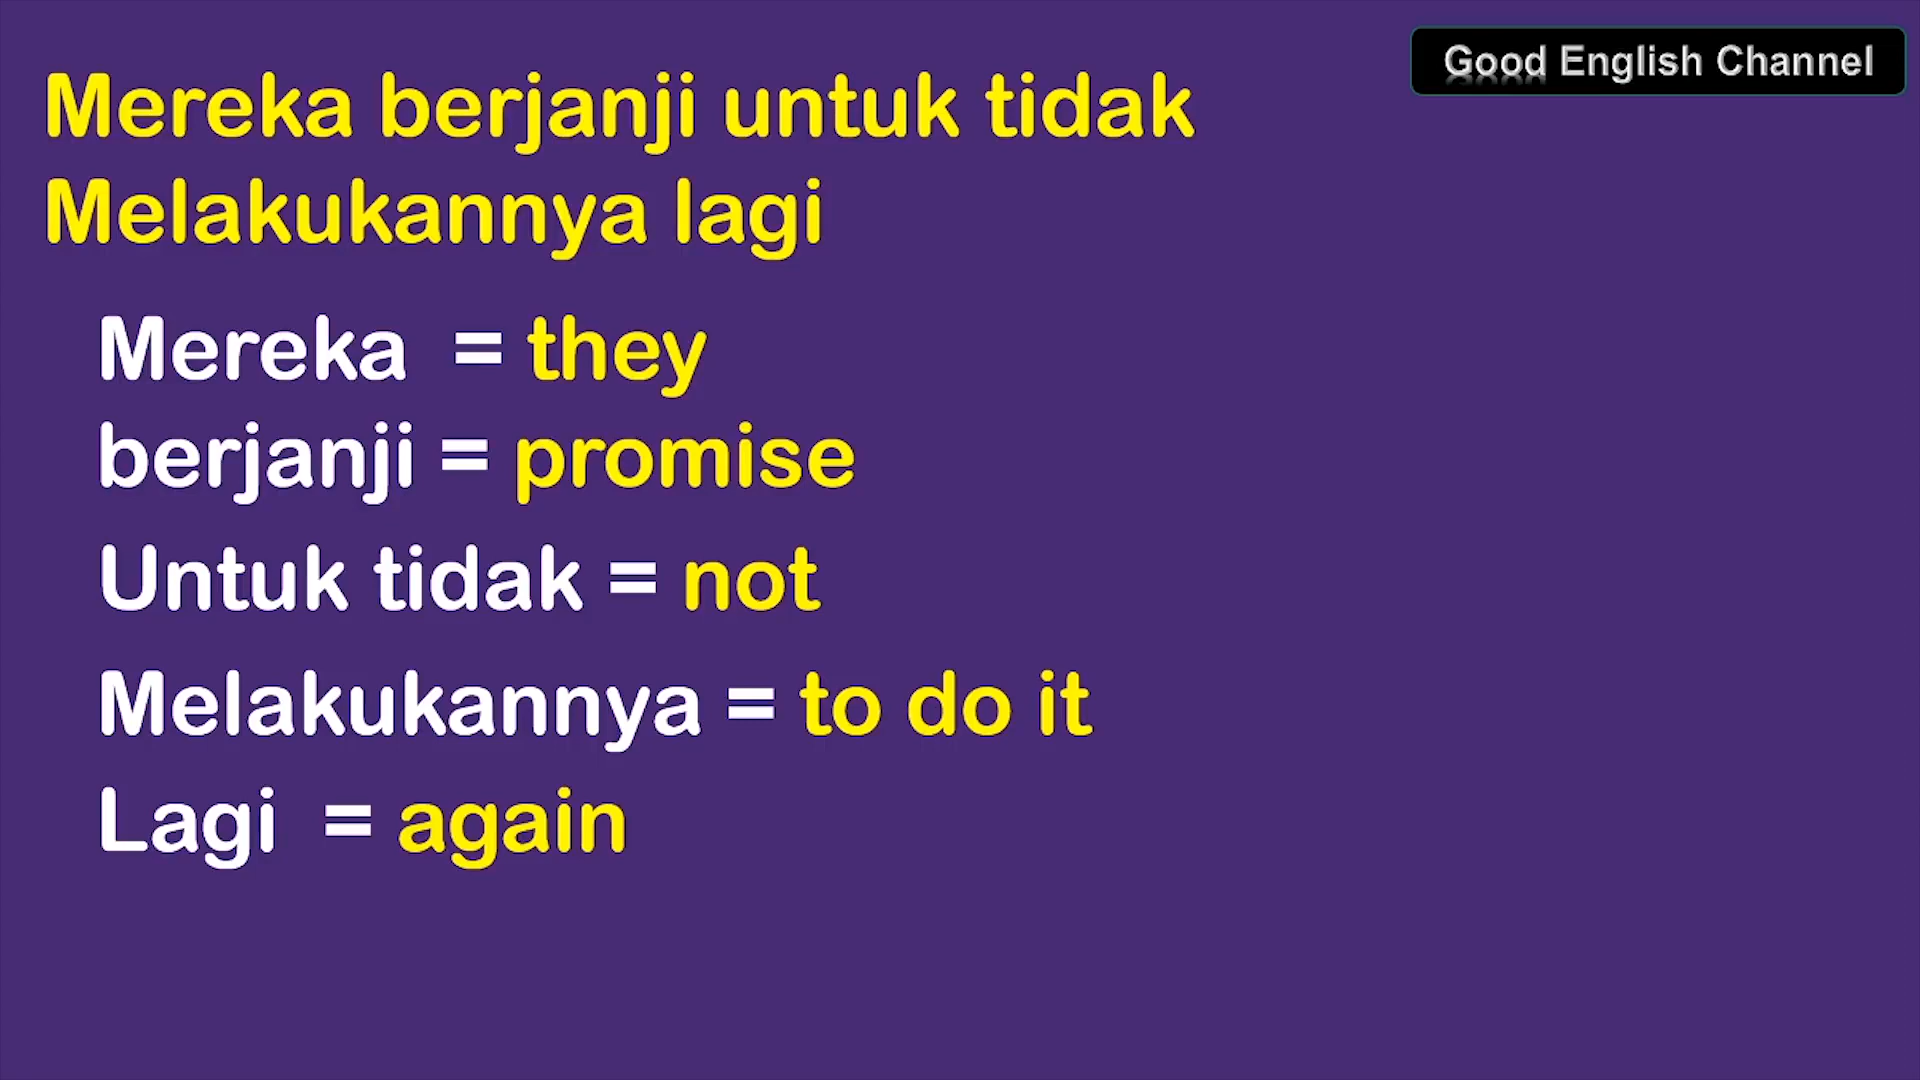 Good English Channel
Mereka berjanji untuk tidak
Melakukannya lagi
Mereka = they
berjanji = promise
Untuk tidak = not
Melakukannya = to do it
Lagi = again